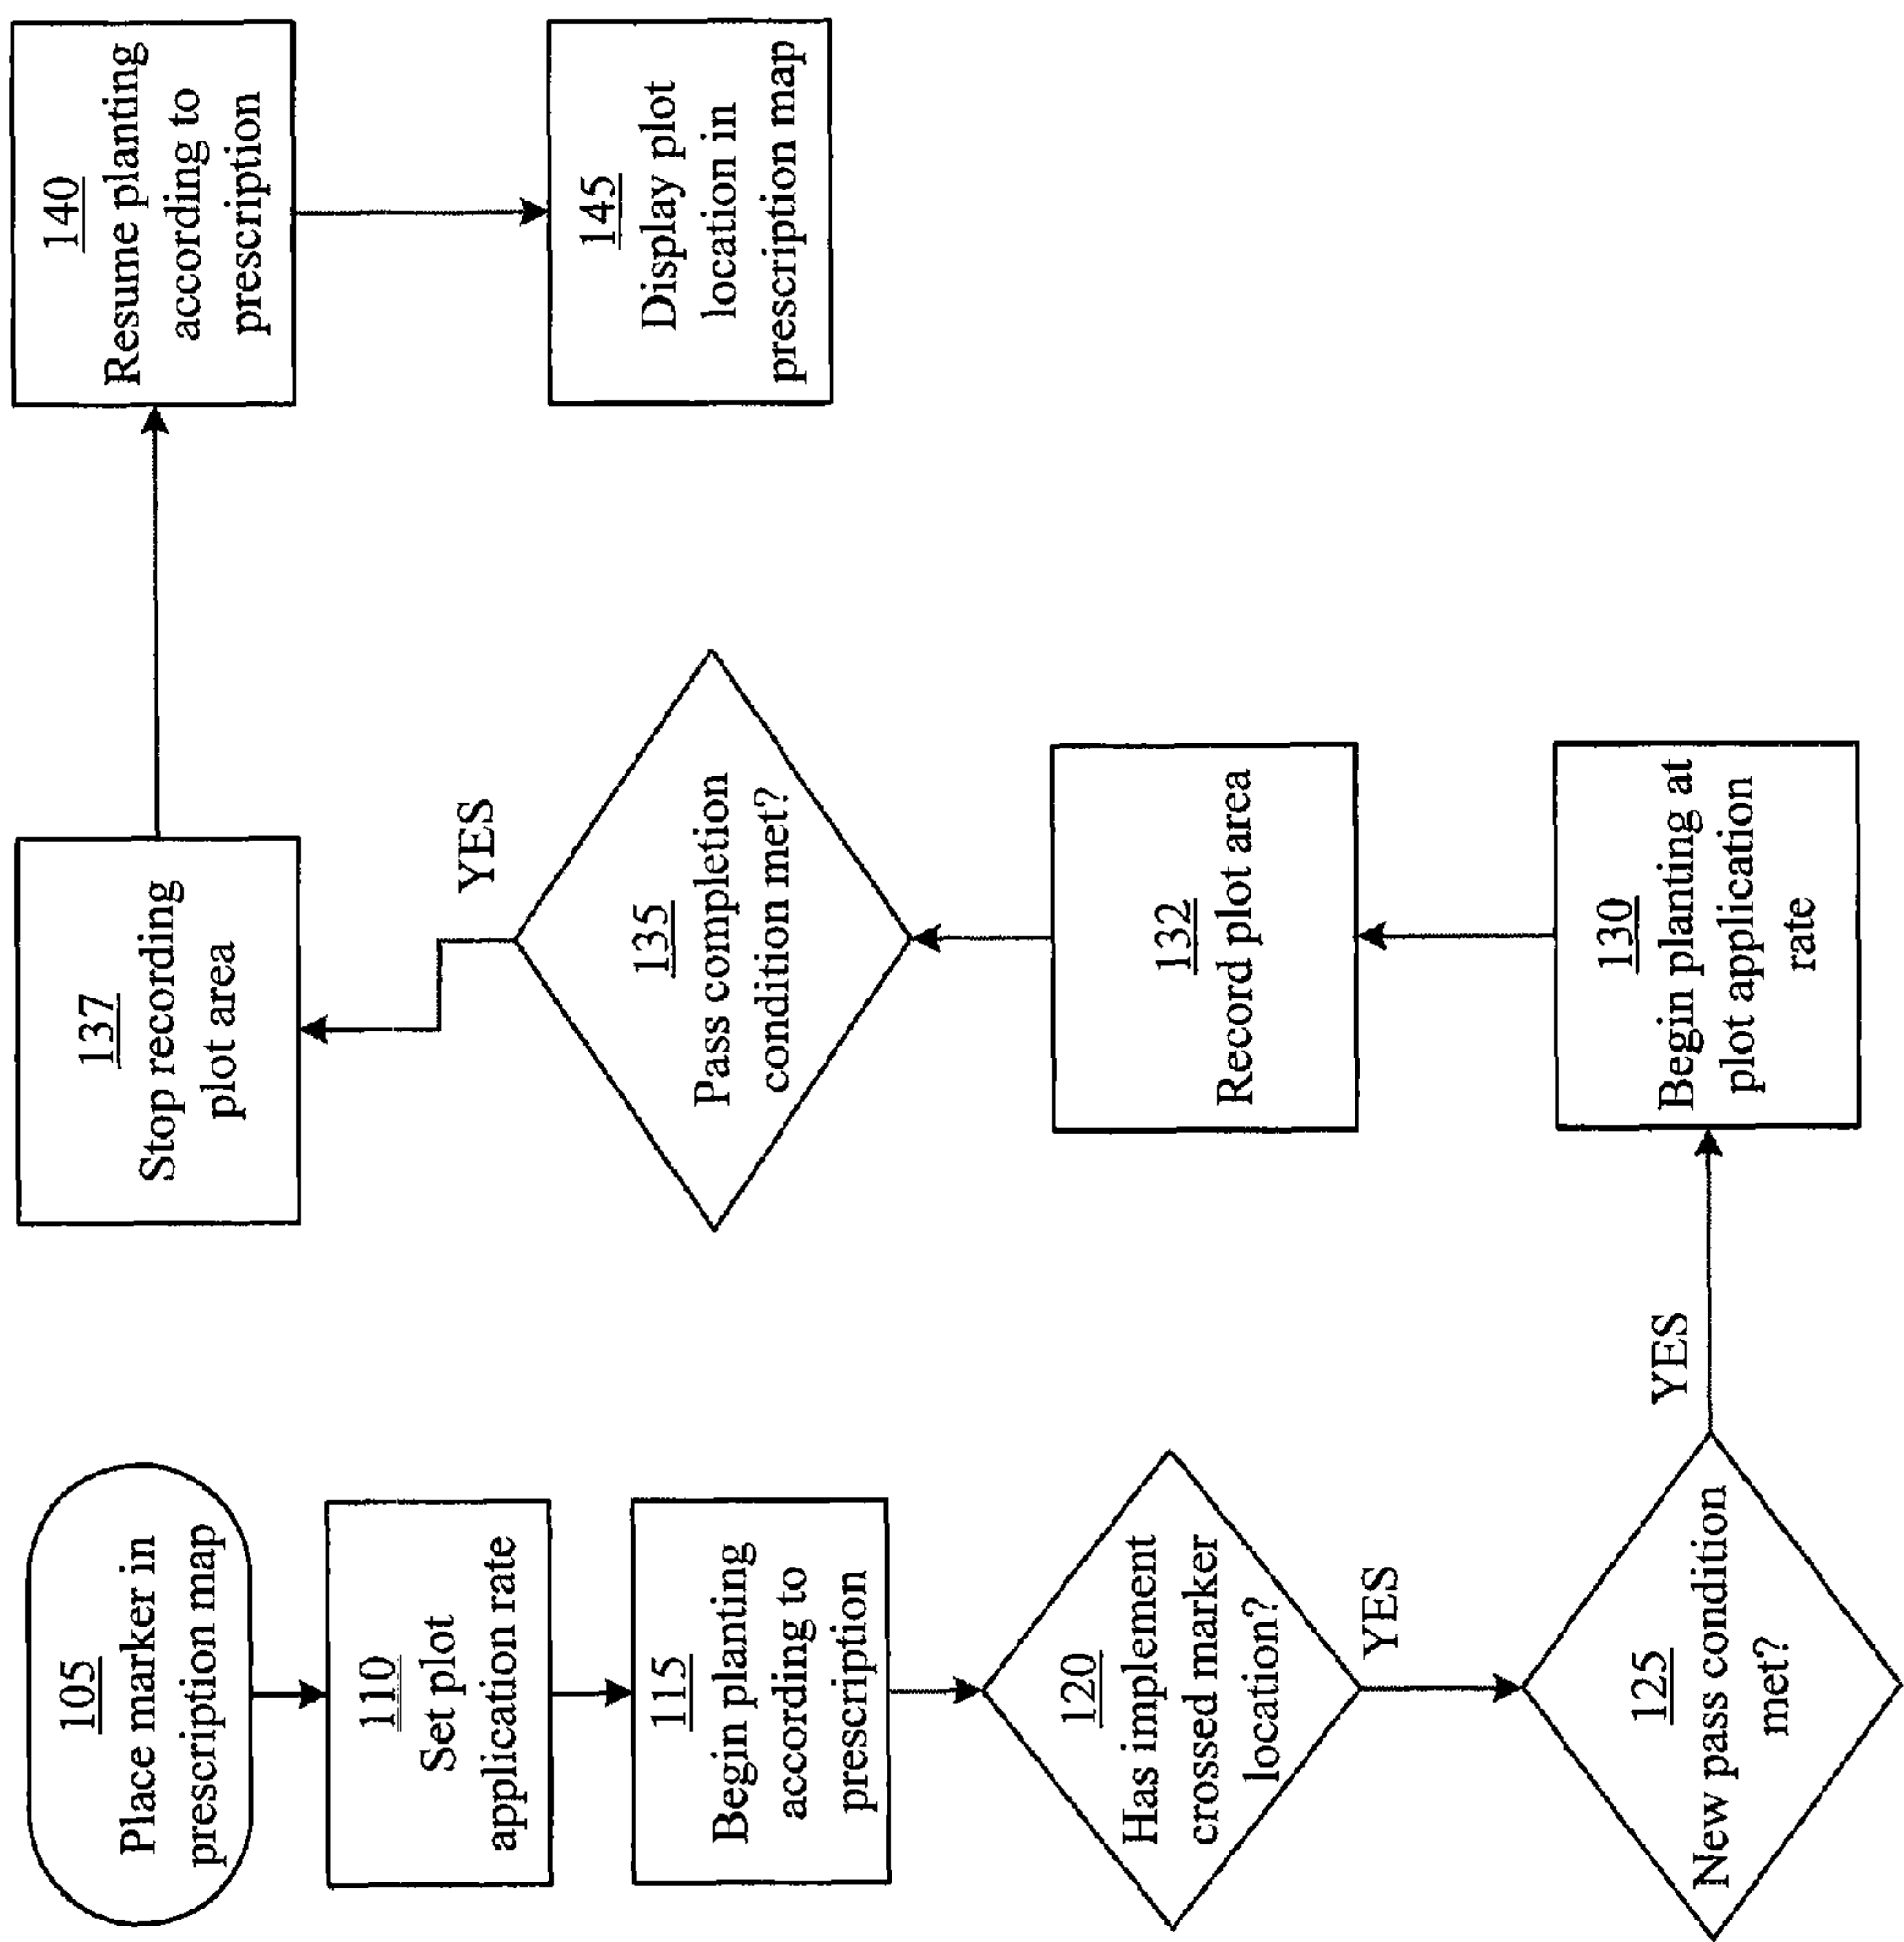 105
Place marker in
prescription map
110
Set plot
application rate
115
Begin planting
according to
prescription
120
Has implement
crossed marker
location?
YES
125
New pass condition
met?
YES
130
Begin planting at
plot application
rate
132
Record plot area
135
Pass completion
condition met?
YES
137
Stop recording
plot area
140
Resume planting
according to
prescription
145
Display plot
location in
prescription map